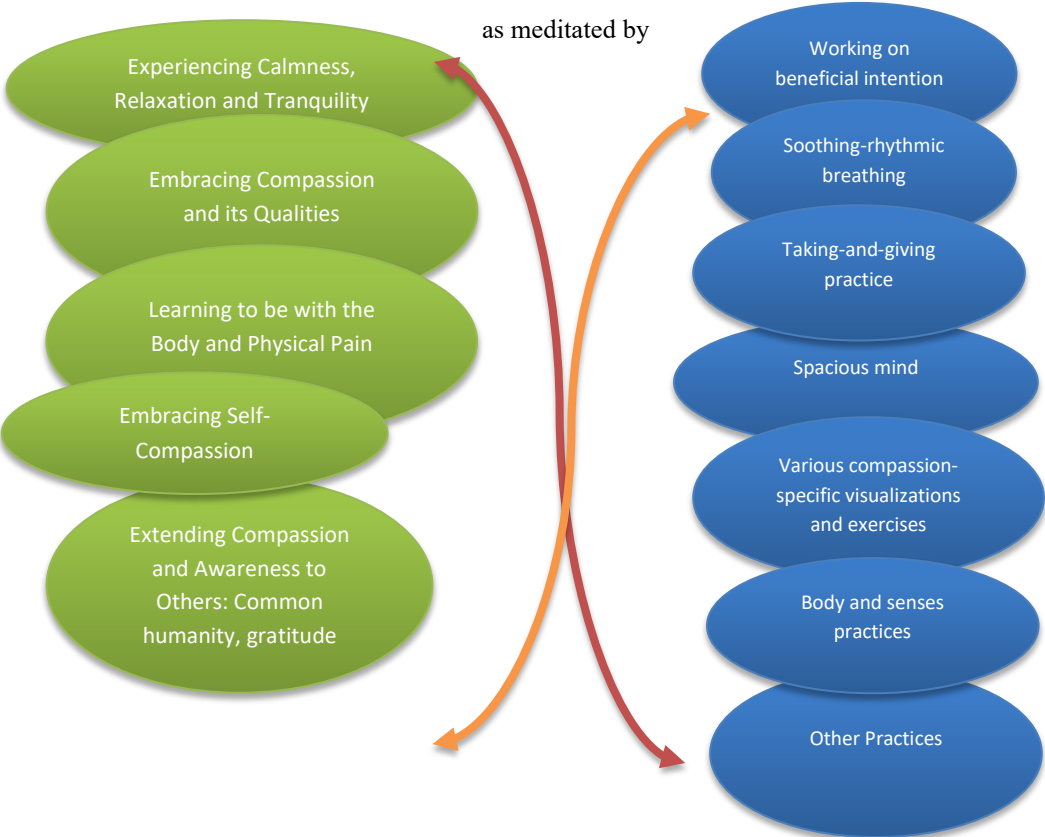 as meditated by
Experiencing Calmness,
Relaxation and Tranquility
Embracing Compassion
and its Qualities
Learning to be with the
Body and Physical Pain
Embracing Self-
Compassion
Extending Compassion
and Awareness to
Others: Common
humanity, gratitude
Working on
beneficial intention
Soothing-rhythmic
breathing
Taking-and-giving
practice
Spacious mind
Various compassion-
specific visualizations
and exercises
Body and senses
practices
Other Practices